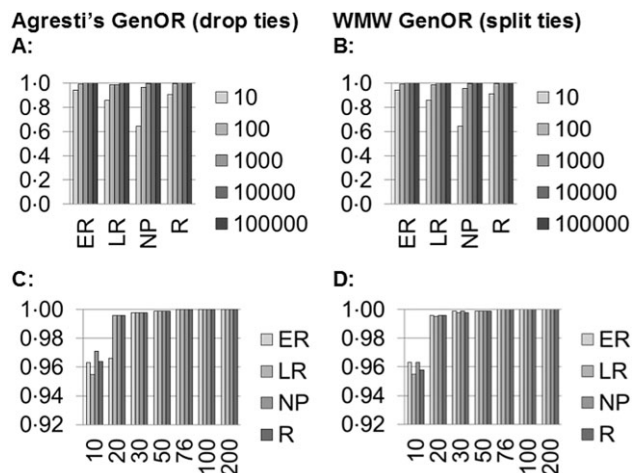 Agresti's GenOR (drop ties)
WMW GenOR (split ties)
A:
1·0
0·8
0·6
0·4
0·2
0·0
ER
LR
NP
R
10
100
1000
10000
100000
B:
1·0
0·8
0·6
0·4
0·2
0·0
ER
LR
NP
R
10
100
1000
10000
100000
C:
1·00
0·98
0·96
0·94
0·92
10
20
30
50
76
100
200
ER
LR
NP
R
D:
1·00
0·98
0·96
0·94
0·92
10
20
30
50
76
100
200
ER
LR
NP
R